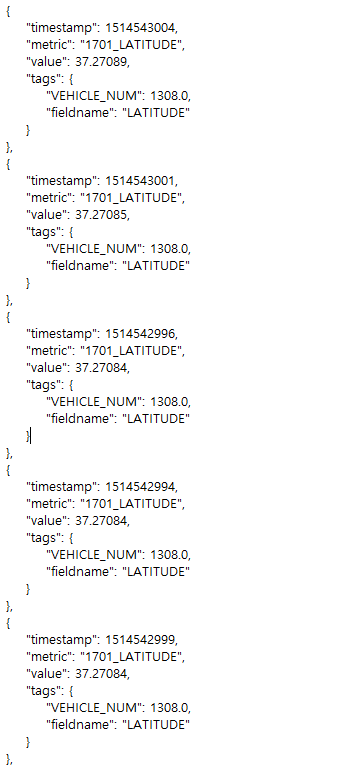 {
"timestamp": 1514543004,
"metric": "1701_LATITUDE",
"value": 37.27089,
"tags": {
"VEHICLE_NUM": 1308.0,
"fieldname": "LATITUDE"
}
},
{
"timestamp": 1514543001,
"metric": "1701_LATITUDE",
"value": 37.27085,
"tags": {
"VEHICLE_NUM": 1308.0,
"fieldname": "LATITUDE"
}
},
{
"timestamp": 1514542996,
"metric": "1701_LATITUDE",
"value": 37.27084,
"tags": {
"VEHICLE_NUM": 1308.0,
"fieldname": "LATITUDE"
}
},
{
"timestamp": 1514542994,
"metric": "1701_LATITUDE",
"value": 37.27084,
"tags": {
"VEHICLE_NUM": 1308.0,
"fieldname": "LATITUDE"
}
},
{
"timestamp": 1514542999,
"metric": "1701_LATITUDE",
"value": 37.27084,
"tags": {
"VEHICLE_NUM": 1308.0,
"fieldname": "LATITUDE"
}
},